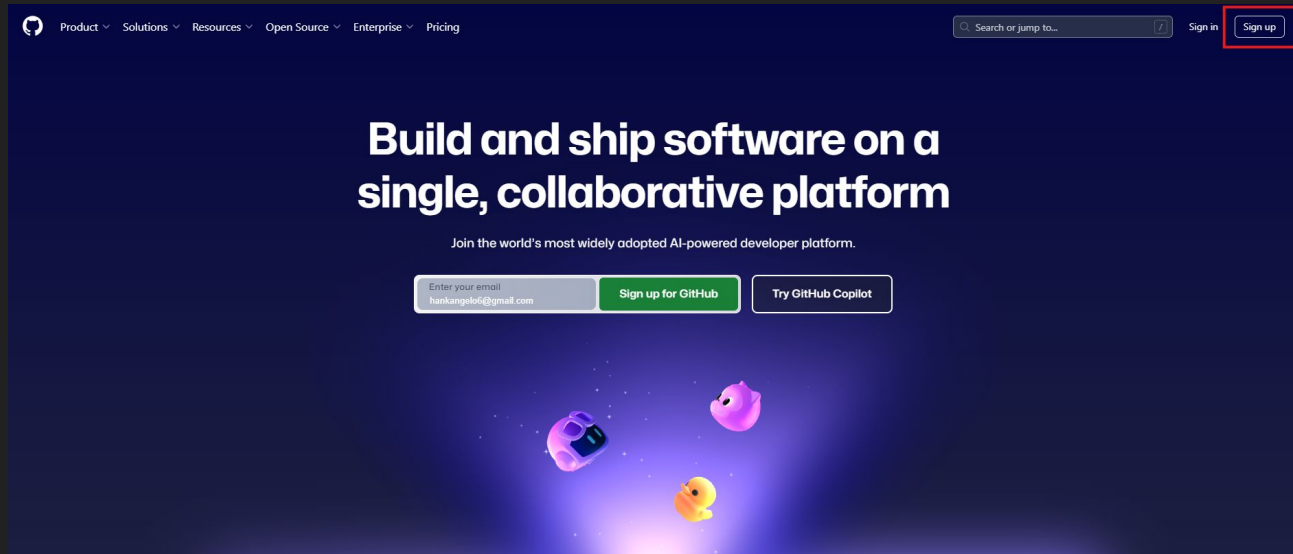 Product Solutions Resources Open Source Enterprise Pricing Search or jump to... / Sign in Sign up
Build and ship software on a
single, collaborative platform
Join the world's most widely adopted AI-powered developer platform.
Enter your email
hankangelo6@gmail.com
Sign up for GitHub
Try GitHub Copilot